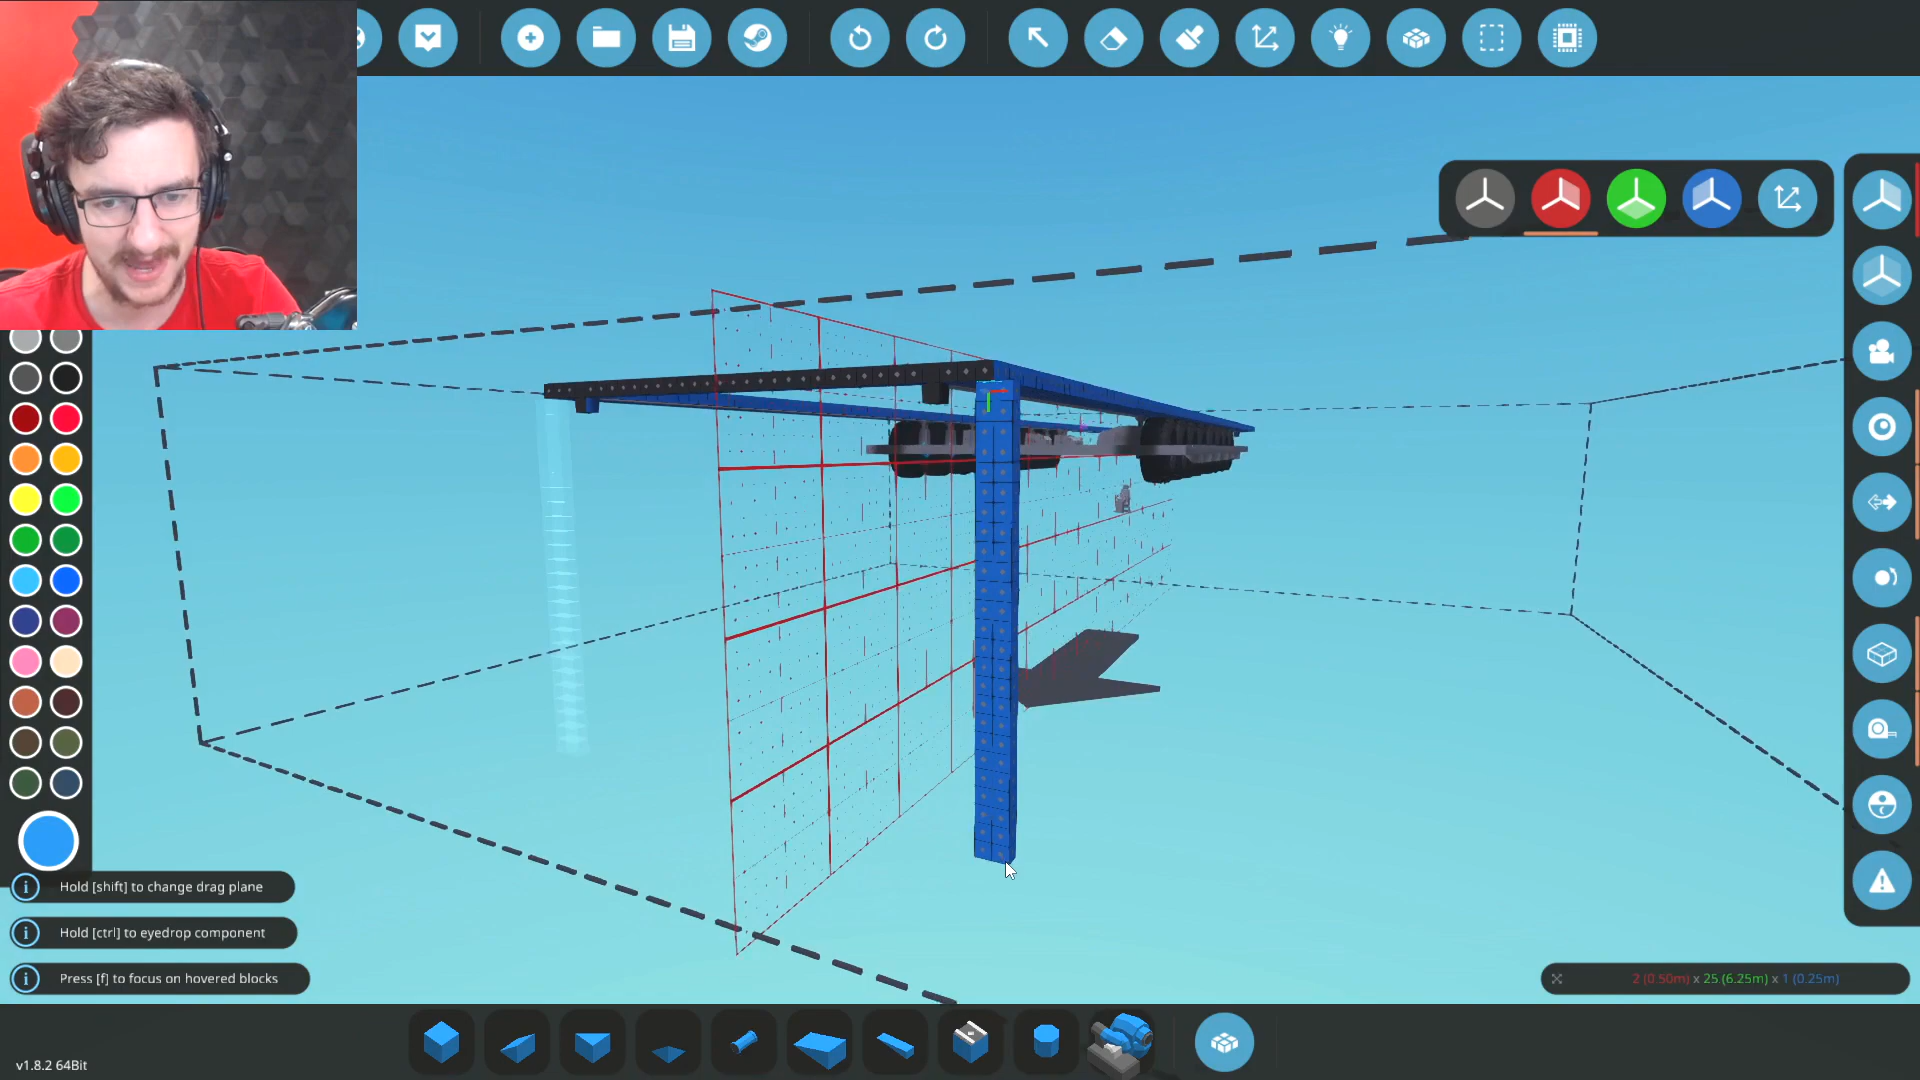 Hold [shift] to change drag plane
Hold [ctrl] to eyedrop component
Press [f] to focus on hovered blocks
2 (0.50m) x 25 (6.25m) x 1 (0.25m)
v1.8.2 64Bit